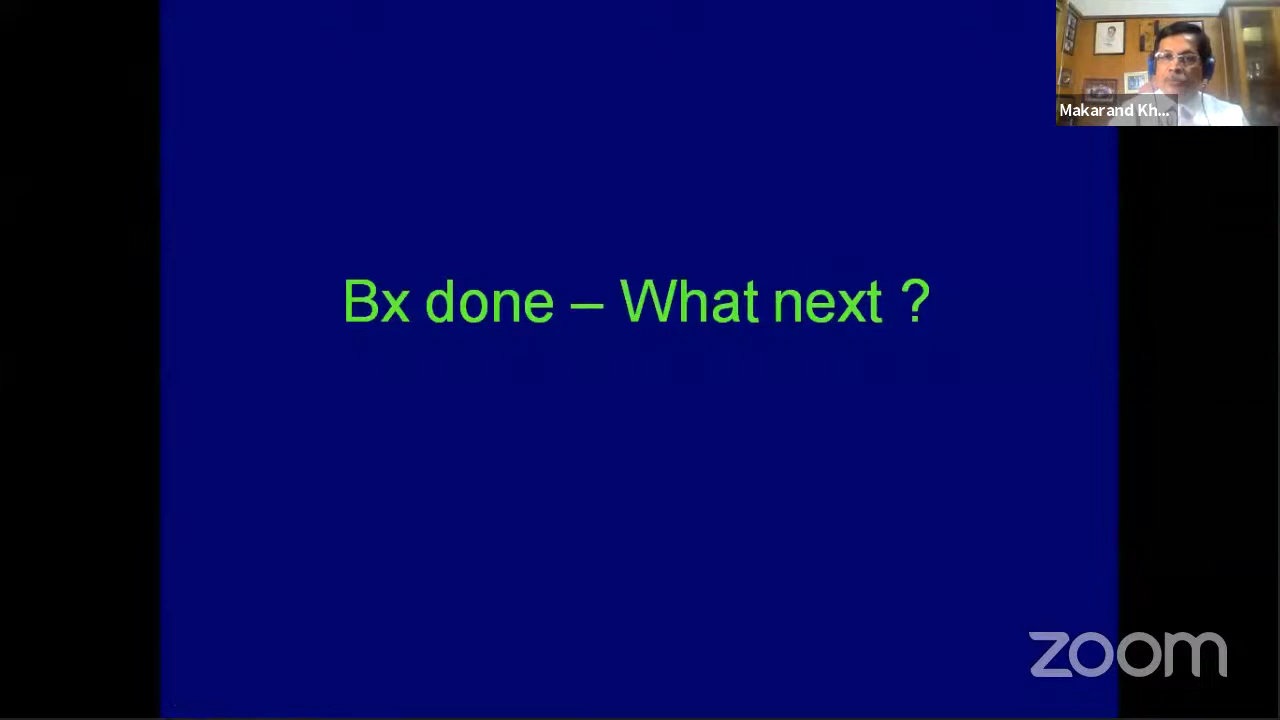 Makarand Kh...
Bx done – What next ?
zoom